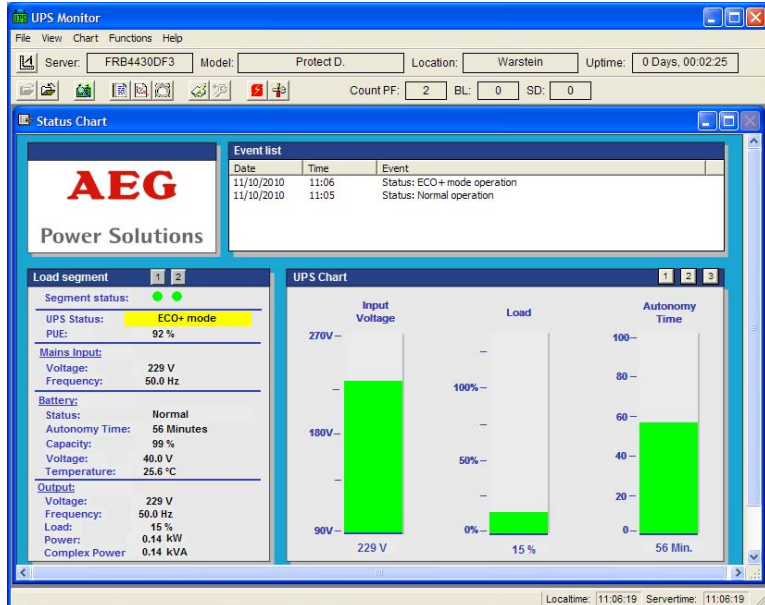 UPS Monitor
File View Chart Functions Help
Server: FRB4430DF3 Model: Protect D. Location: Warstein Uptime: 0 Days, 00:02:25
Count PF: 2 BL: 0 SD: 0
Status Chart
AEG
Power Solutions
Event list
Date Time Event
11/10/2010 11:06 Status: ECO+ mode operation
11/10/2010 11:05 Status: Normal operation
Load segment 1 2
Segment status:
UPS Status: ECO+ mode
PUE: 92 %
Mains Input:
Voltage: 229 V
Frequency: 50.0 Hz
Battery:
Status: Normal
Autonomy Time: 56 Minutes
Capacity: 99 %
Voltage: 40.0 V
Temperature: 25.6 °C
Output:
Voltage: 229 V
Frequency: 50.0 Hz
Load: 15 %
Power: 0.14 kW
Complex Power 0.14 kVA
UPS Chart 1 2 3
Input
Voltage
270V
180V
90V
229 V
Load
100%
50%
0%
15 %
Autonomy
Time
100
80
60
40
20
0
56 Min.
Localtime: 11:06:19 Servertime: 11:06:19